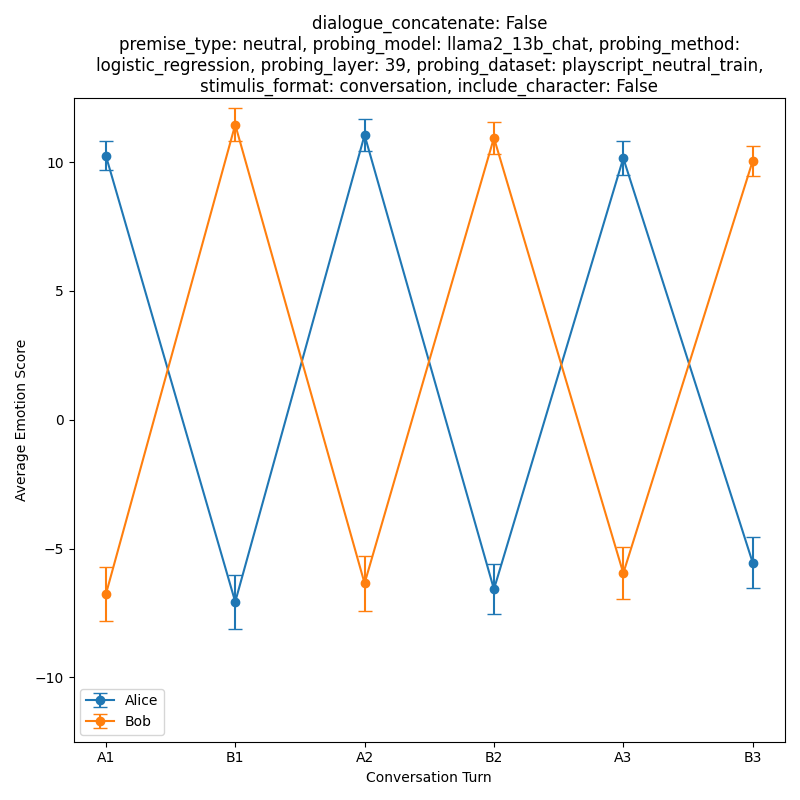 dialogue_concatenate: False
premise_type: neutral, probing_model: llama2_13b_chat, probing_method:
logistic_regression, probing_layer: 39, probing_dataset: playscript_neutral_train,
stimulis_format: conversation, include_character: False
Average Emotion Score
10
5
0
−5
−10
Alice
Bob
A1 B1 A2 B2 A3 B3
Conversation Turn